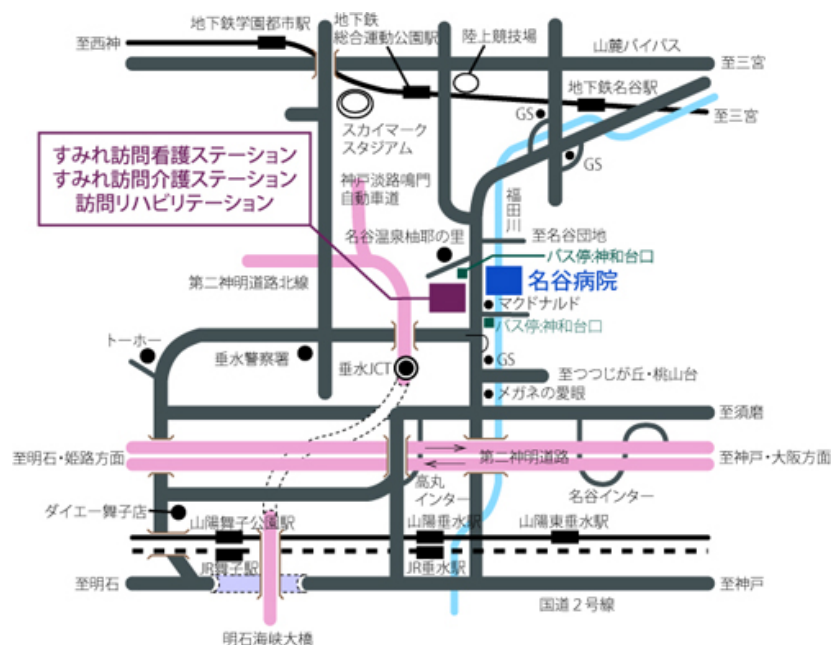 地下鉄学園都市駅
地下鉄
総合運動公園駅
陸上競技場
至西神
山麓バイパス
至三宮
地下鉄名谷駅
至三宮
GS
GS
スカイマーク
スタジアム
すみれ訪問看護ステーション
すみれ訪問介護ステーション
訪問リハビリテーション
神戸淡路鳴門
自動車道
福田川
名谷温泉柚耶の里
至名谷団地
バス停:神和台口
第二神明道路北線
名谷病院
マクドナルド
バス停:神和台口
トーホー
垂水警察署
垂水JCT
GS
至つつじが丘・桃山台
メガネの愛眼
至須磨
至明石・姫路方面
第二神明道路
至神戸・大阪方面
高丸
インター
名谷インター
ダイエー舞子店
山陽舞子公園駅
山陽垂水駅
山陽東垂水駅
JR舞子駅
JR垂水駅
至明石
至神戸
国道2号線
明石海峡大橋